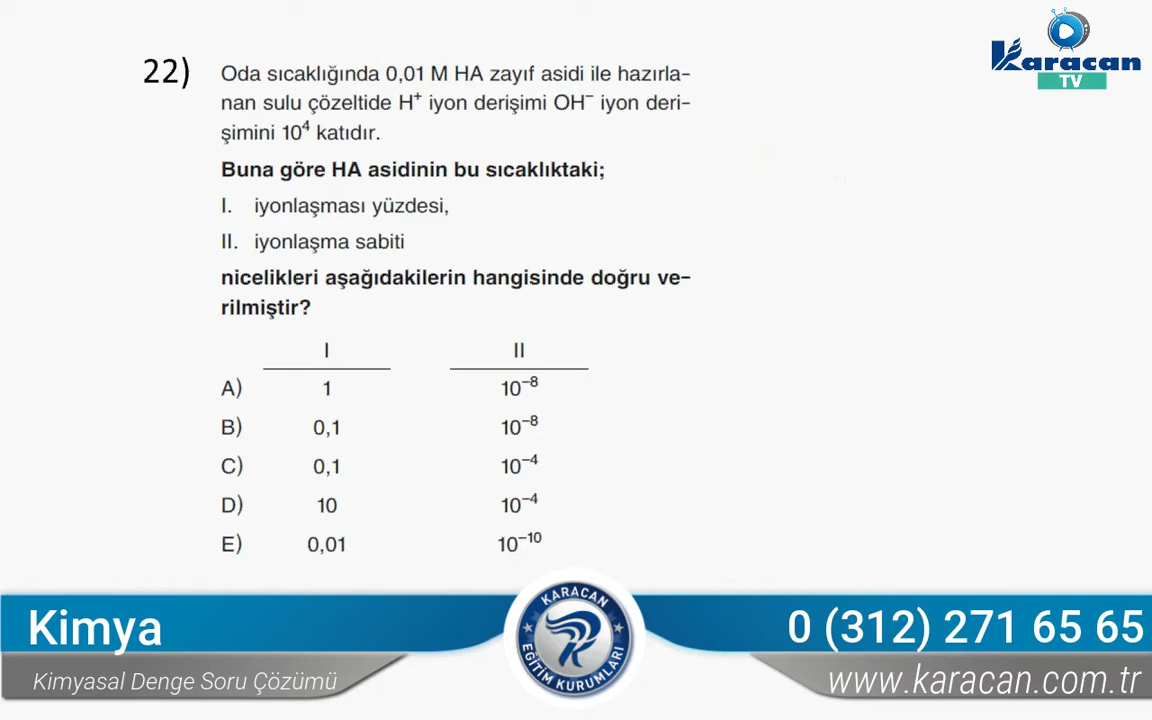 Karacan
TV
22)
Oda sıcaklığında 0,01 M HA zayıf asidi ile hazırla-
nan sulu çözeltide H⁺ iyon derişimi OH⁻ iyon deri-
şimini 10⁴ katıdır.
Buna göre HA asidinin bu sıcaklıktaki;
I. iyonlaşması yüzdesi,
II. iyonlaşma sabiti
nicelikleri aşağıdakilerin hangisinde doğru ve-
rilmiştir?
I II
A) 1 10⁻⁸
B) 0,1 10⁻⁸
C) 0,1 10⁻⁴
D) 10 10⁻⁴
E) 0,01 10⁻¹⁰
Kimya
Kimyasal Denge Soru Çözümü
KARACAN
EĞİTİM KURUMLARI
0 (312) 271 65 65
www.karacan.com.tr